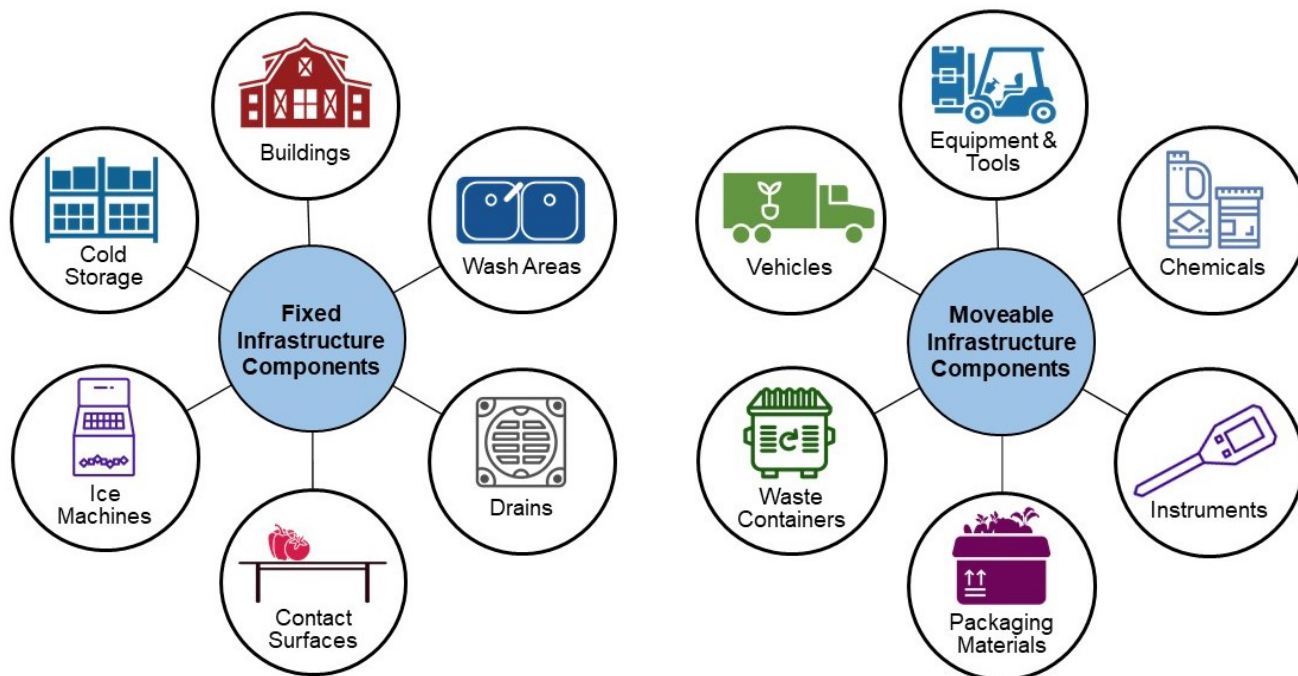 Buildings
Cold
Storage
Wash Areas
Fixed
Infrastructure
Components
Ice
Machines
Drains
Contact
Surfaces
Equipment &
Tools
Vehicles
Chemicals
Moveable
Infrastructure
Components
Waste
Containers
Instruments
Packaging
Materials